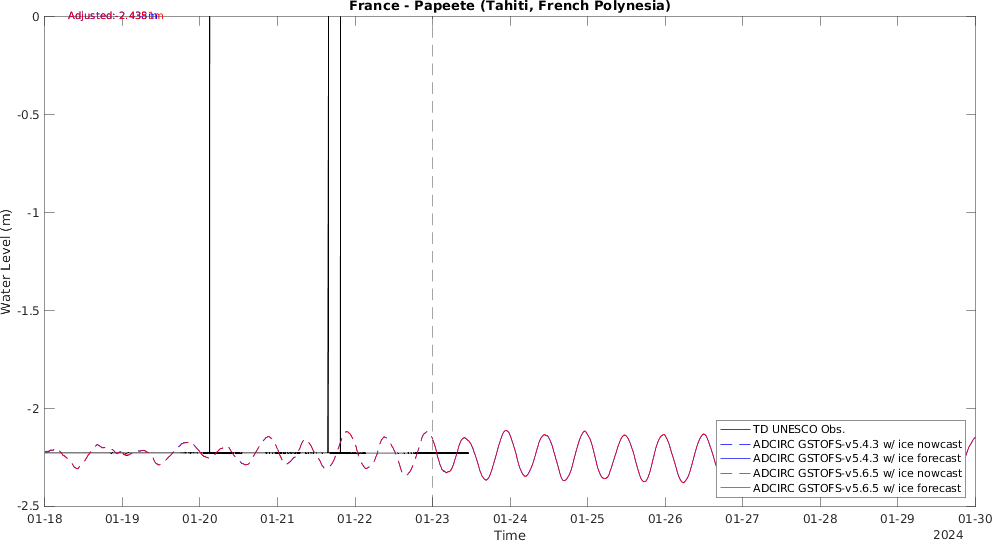 France - Papeete (Tahiti, French Polynesia)
0
-0.5
-1
-1.5
-2
-2.5
Water Level (m)
01-18
01-19
01-20
01-21
01-22
01-23
01-24
01-25
01-26
01-27
01-28
01-29
01-30
Time
2024
TD UNESCO Obs.
ADCIRC GSTOFS-v5.4.3 w/ ice nowcast
ADCIRC GSTOFS-v5.4.3 w/ ice forecast
ADCIRC GSTOFS-v5.6.5 w/ ice nowcast
ADCIRC GSTOFS-v5.6.5 w/ ice forecast
Adjusted: